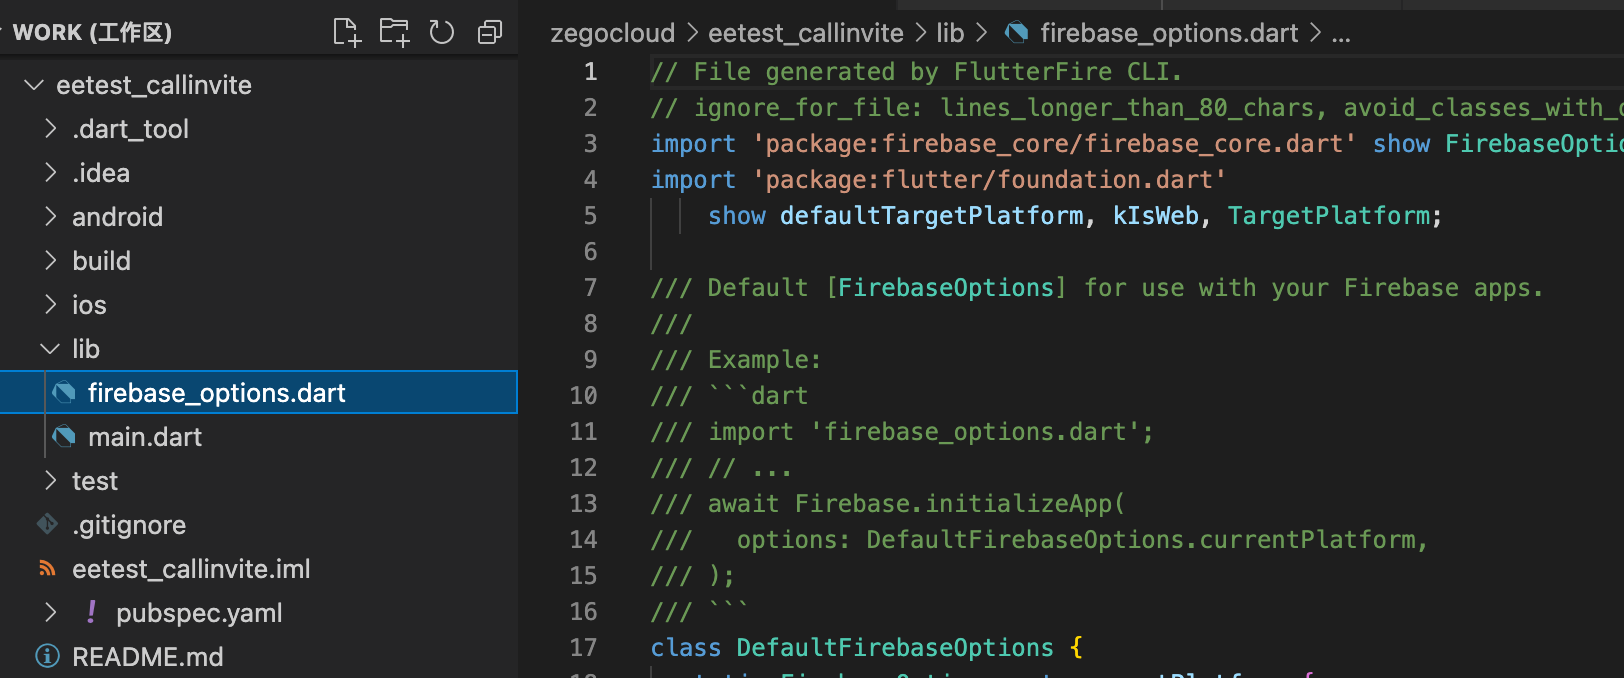 WORK (工作区)
eetest_callinvite
.dart_tool
.idea
android
build
ios
lib
firebase_options.dart
main.dart
test
.gitignore
eetest_callinvite.iml
! pubspec.yaml
README.md
zegocloud > eetest_callinvite > lib > firebase_options.dart > ...
1 // File generated by FlutterFire CLI.
2 // ignore_for_file: lines_longer_than_80_chars, avoid_classes_with_
3 import 'package:firebase_core/firebase_core.dart' show FirebaseOptio
4 import 'package:flutter/foundation.dart'
5 show defaultTargetPlatform, kIsWeb, TargetPlatform;
6
7 /// Default [FirebaseOptions] for use with your Firebase apps.
8 ///
9 /// Example:
10 /// ```dart
11 /// import 'firebase_options.dart';
12 /// // ...
13 /// await Firebase.initializeApp(
14 ///   options: DefaultFirebaseOptions.currentPlatform,
15 /// );
16 /// ```
17 class DefaultFirebaseOptions {